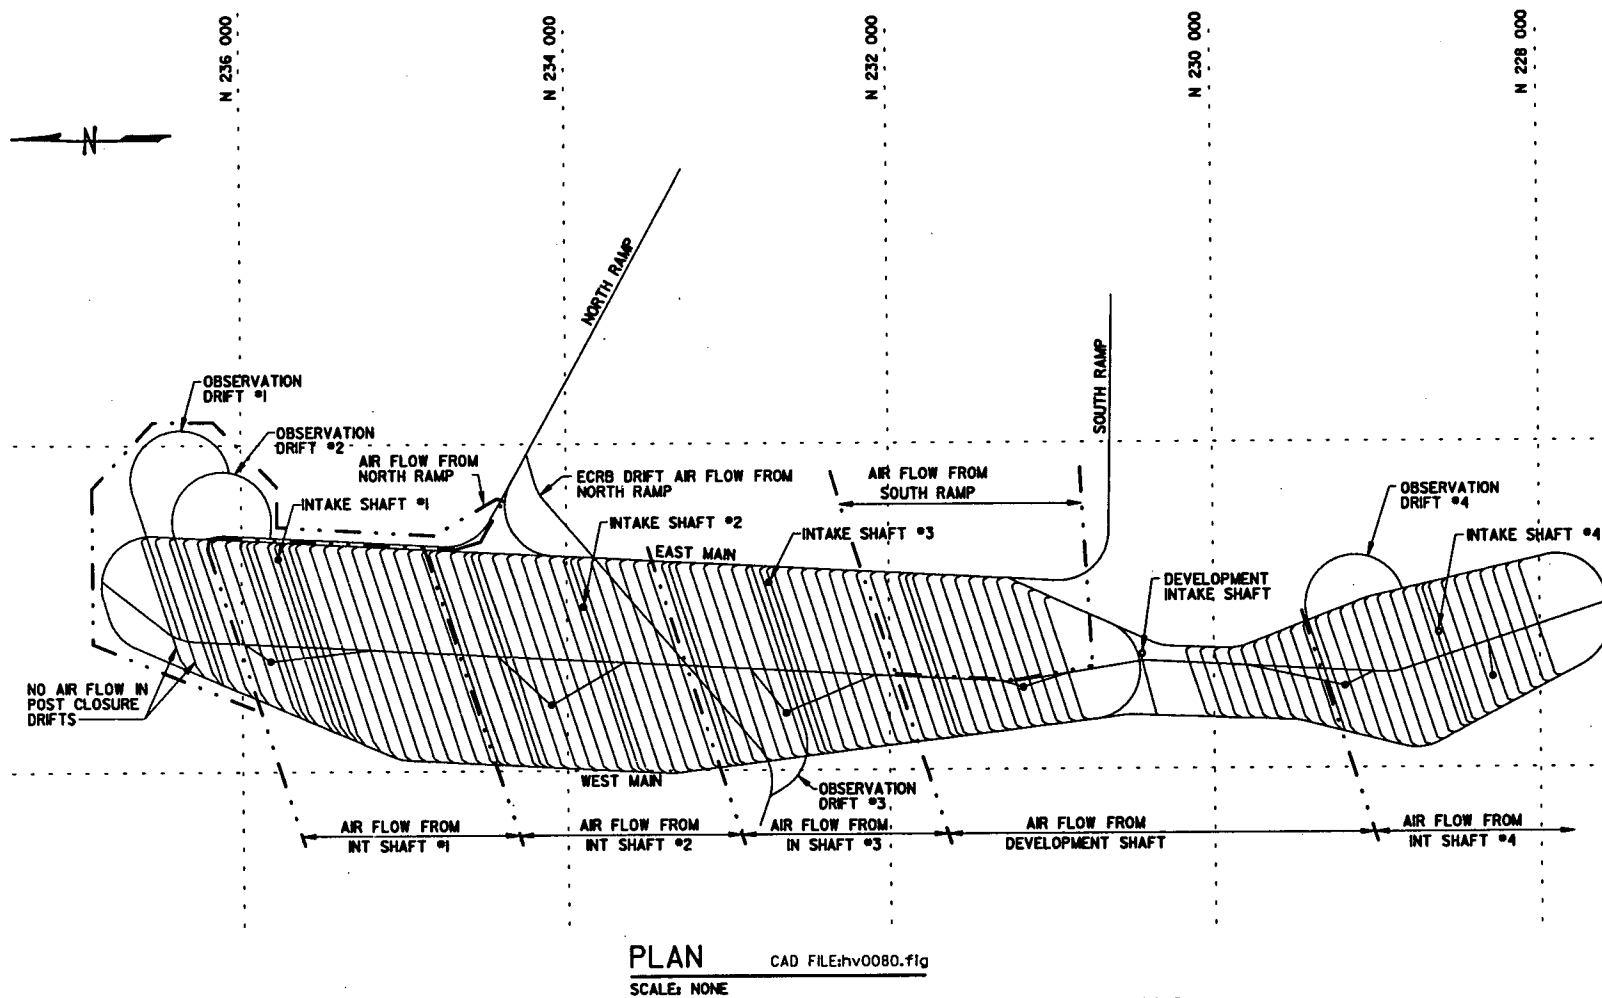 N 236 000
N 234 000
N 232 000
N 230 000
N 228 000
N
NORTH RAMP
SOUTH RAMP
OBSERVATION
DRIFT #1
OBSERVATION
DRIFT #2
AIR FLOW FROM
NORTH RAMP
ECRB DRIFT AIR FLOW FROM
NORTH RAMP
AIR FLOW FROM
SOUTH RAMP
OBSERVATION
DRIFT #4
INTAKE SHAFT #1
INTAKE SHAFT #2
INTAKE SHAFT #3
INTAKE SHAFT #4
EAST MAIN
DEVELOPMENT
INTAKE SHAFT
NO AIR FLOW IN
POST CLOSURE
DRIFTS
WEST MAIN
OBSERVATION
DRIFT #3
AIR FLOW FROM
INT SHAFT #1
AIR FLOW FROM
INT SHAFT #2
AIR FLOW FROM
IN SHAFT #3
AIR FLOW FROM
DEVELOPMENT SHAFT
AIR FLOW FROM
INT SHAFT #4
PLAN
CAD FILE:hv0080.fig
SCALE: NONE